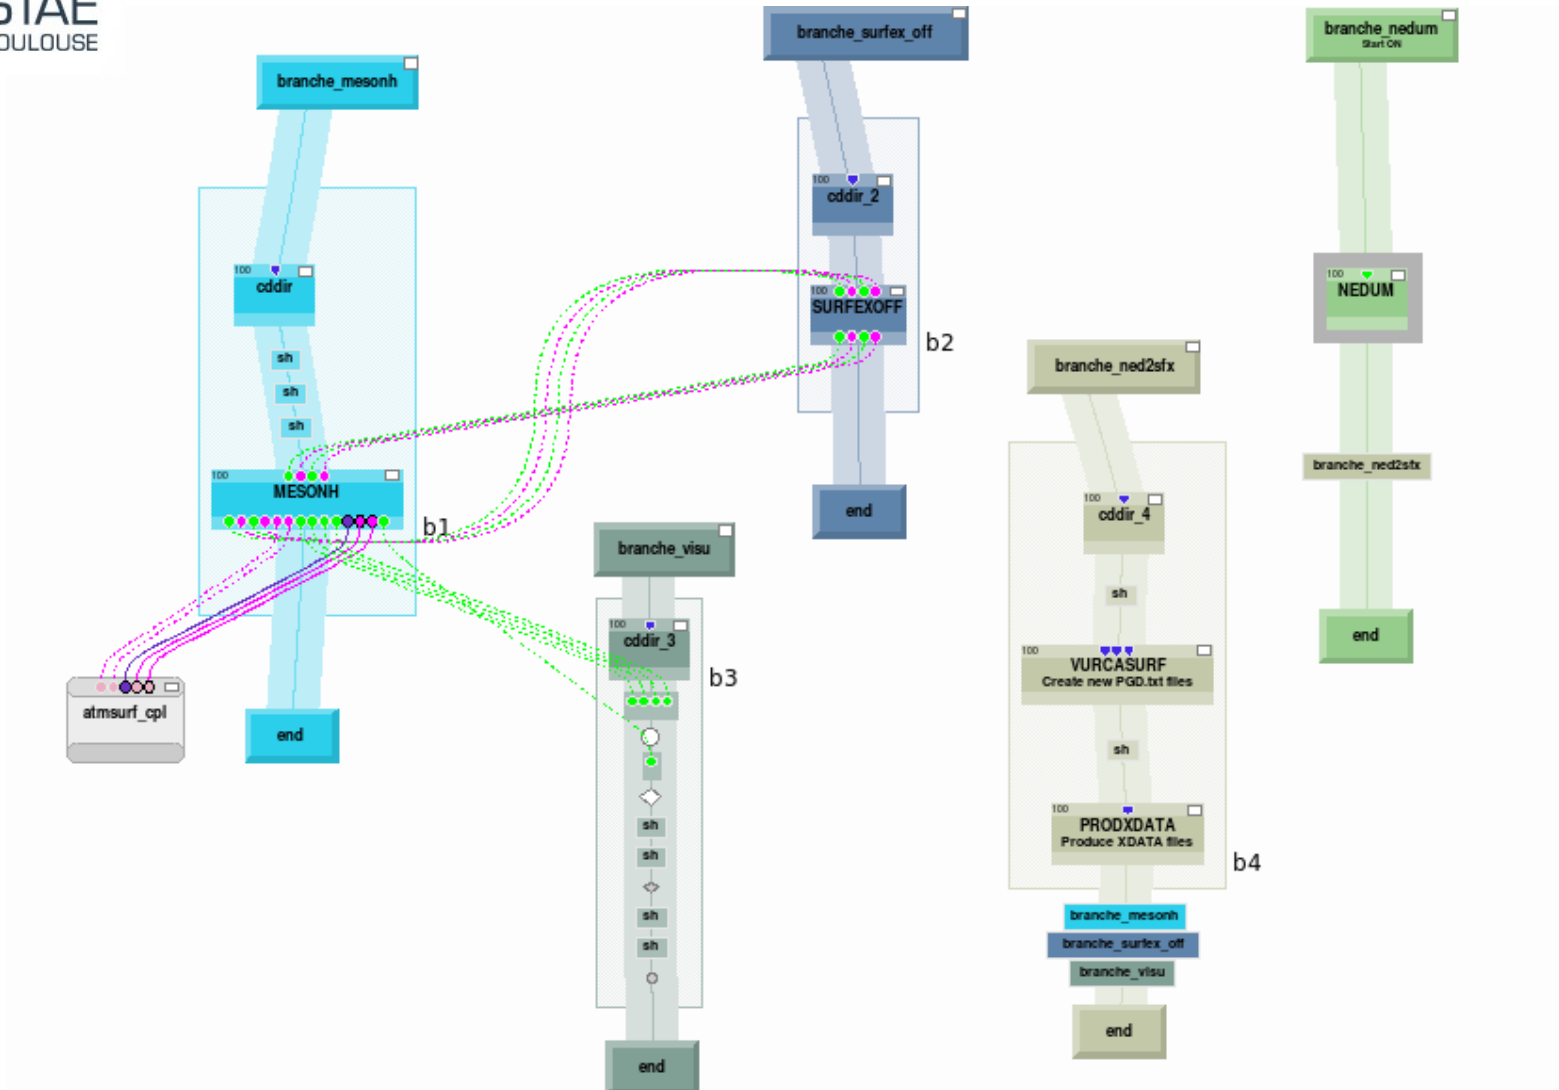 STAE
OULOUSE
branche_mesonh
100
cddir
sh
sh
sh
100
MESONH
b1
atmsurf_cpl
end
branche_surfex_off
100
cddir_2
100
SURFEXOFF
b2
end
branche_visu
100
cddir_3
b3
sh
sh
sh
sh
end
branche_ned2sfx
100
cddir_4
sh
100
VURCASURF
Create new PGD.txt files
sh
100
PRODXDATA
Produce XDATA files
b4
branche_mesonh
branche_surfex_off
branche_visu
end
branche_nedum
Start ON
100
NEDUM
branche_ned2sfx
end